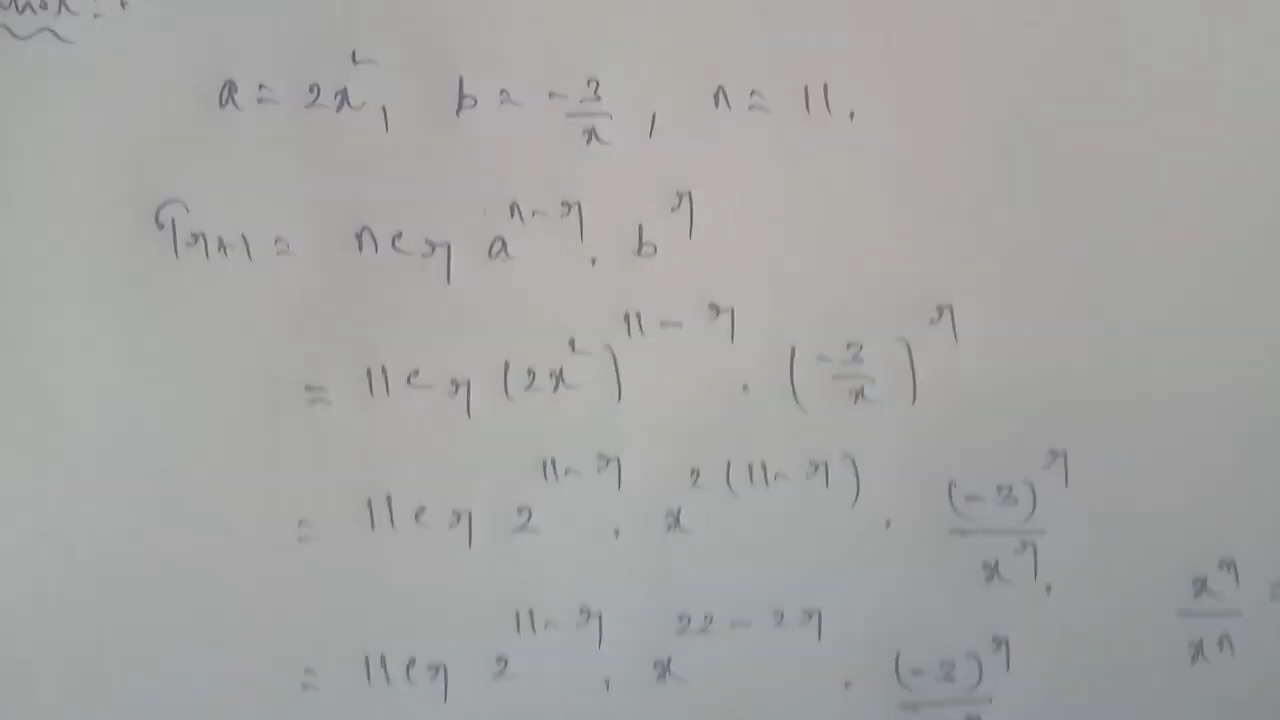 a = 2x², b = -3/x, n = 11.
Tr+1 = ncr a^n-r . b^r
= 11cr (2x²)^11-r . (-3/x)^r
= 11cr 2^11-r . x^2(11-r) . (-3)^r/x^r.
x^m/x^n =
= 11cr 2^11-r . x^22-2r . (-3)^r